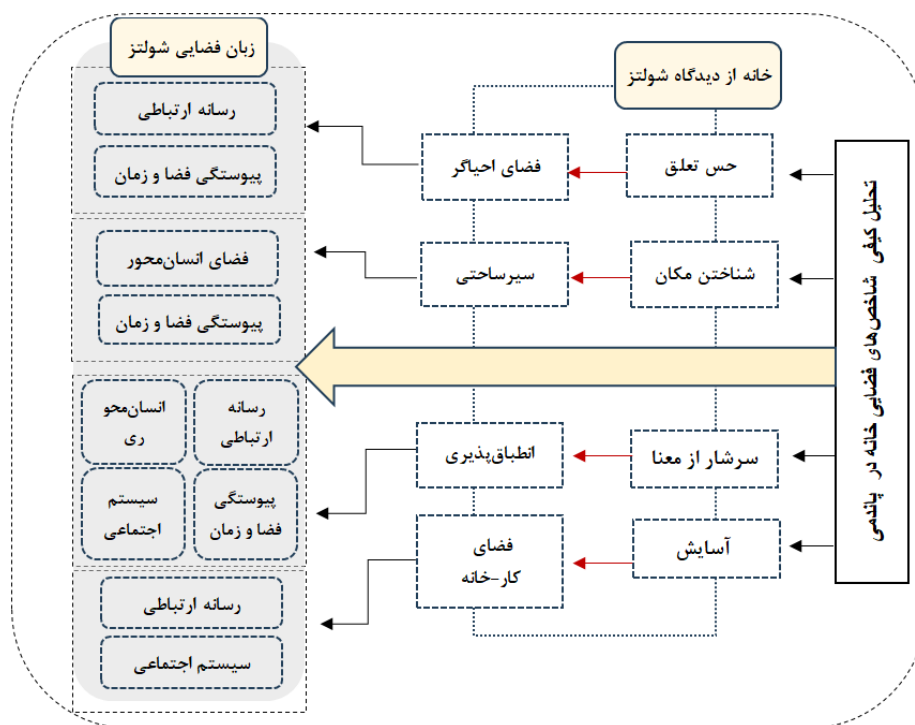 زبان فضایی شولتز
خانه از دیدگاه شولتز
تحلیل کیفی شاخص‌های فضایی خانه در پاندمی
حس تعلق
فضای احیاگر
رسانه ارتباطی
پیوستگی فضا و زمان
شناختن مکان
سیرساحتی
فضای انسان‌محور
پیوستگی فضا و زمان
سرشار از معنا
انطباق‌پذیری
رسانه
ارتباطی
انسان‌محو
ری
پیوستگی
فضا و زمان
سیستم
اجتماعی
آسایش
فضای
کار-خانه
رسانه ارتباطی
سیستم اجتماعی